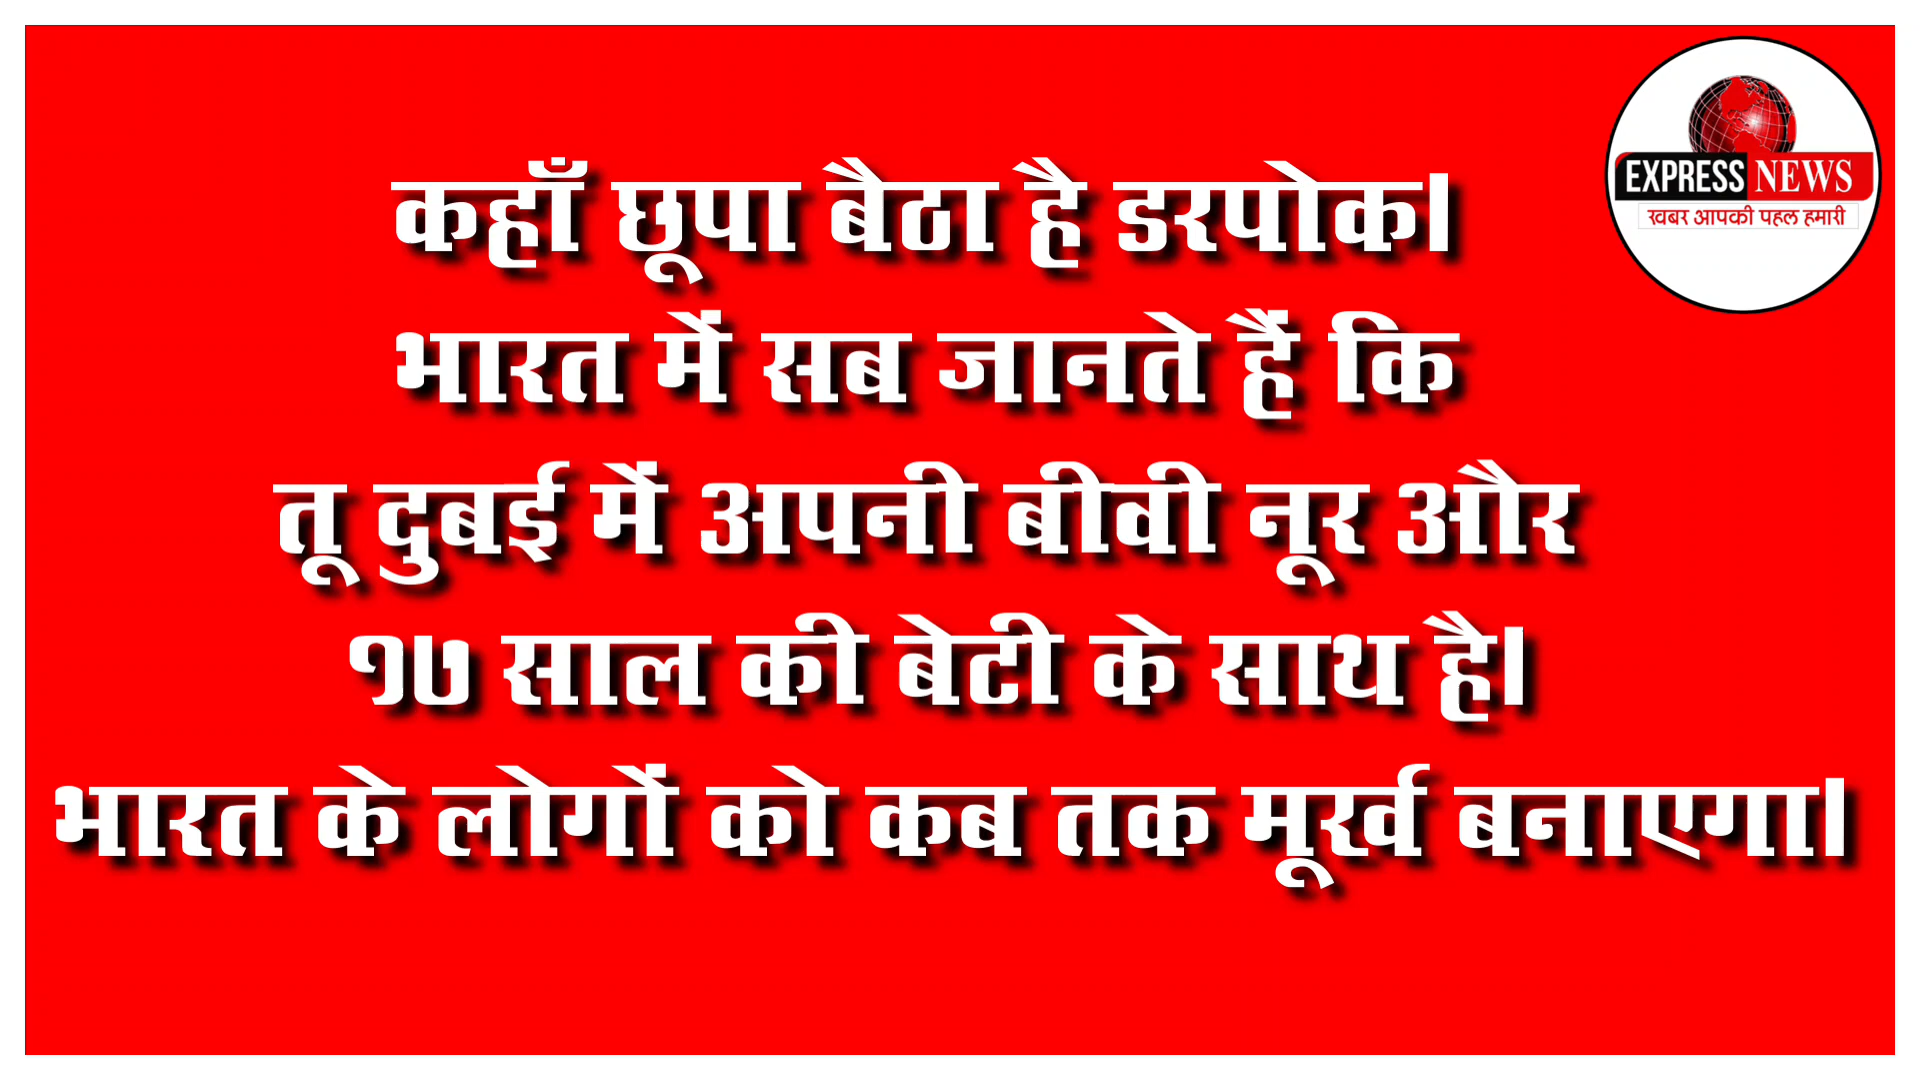 EXPRESS NEWS
खबर आपकी पहल हमारी
कहाँ छूपा बैठा है डरपोक।
भारत में सब जानते हैं कि
तू दुबई में अपनी बीवी नूर और
१७ साल की बेटी के साथ है।
भारत के लोगों को कब तक मूर्ख बनाएगा।